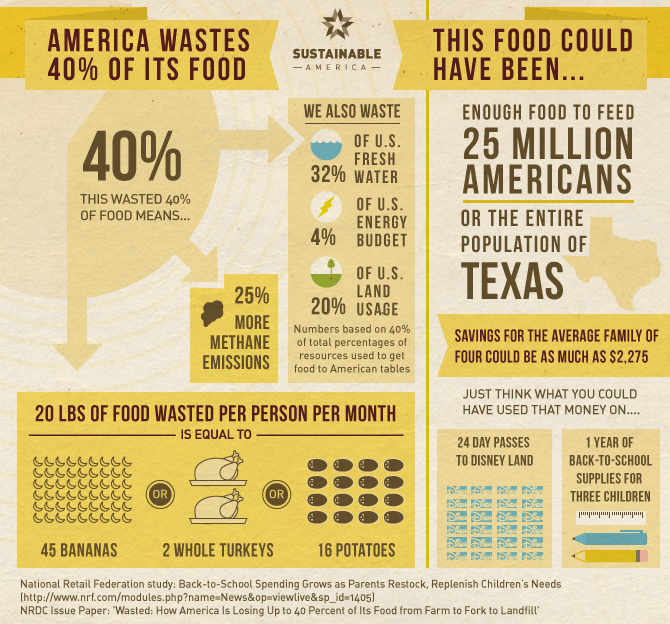 AMERICA WASTES
40% OF ITS FOOD
SUSTAINABLE
AMERICA
THIS FOOD COULD
HAVE BEEN...
40%
THIS WASTED 40%
OF FOOD MEANS...
WE ALSO WASTE
32%
OF U.S.
FRESH
WATER
4%
OF U.S.
ENERGY
BUDGET
20%
OF U.S.
LAND
USAGE
Numbers based on 40%
of total percentages of
resources used to get
food to American tables
25%
MORE
METHANE
EMISSIONS
20 LBS OF FOOD WASTED PER PERSON PER MONTH
IS EQUAL TO
OR
OR
45 BANANAS
2 WHOLE TURKEYS
16 POTATOES
ENOUGH FOOD TO FEED
25 MILLION
AMERICANS
OR THE ENTIRE
POPULATION OF
TEXAS
SAVINGS FOR THE AVERAGE FAMILY OF
FOUR COULD BE AS MUCH AS $2,275
JUST THINK WHAT YOU COULD
HAVE USED THAT MONEY ON....
24 DAY PASSES
TO DISNEY LAND
1 YEAR OF
BACK-TO-SCHOOL
SUPPLIES FOR
THREE CHILDREN
National Retail Federation study: Back-to-School Spending Grows as Parents Restock, Replenish Children's Needs
(http://www.nrf.com/modules.php?name=News&op=viewlive&sp_id=1405)
NRDC Issue Paper: 'Wasted: How America Is Losing Up to 40 Percent of Its Food from Farm to Fork to Landfill'